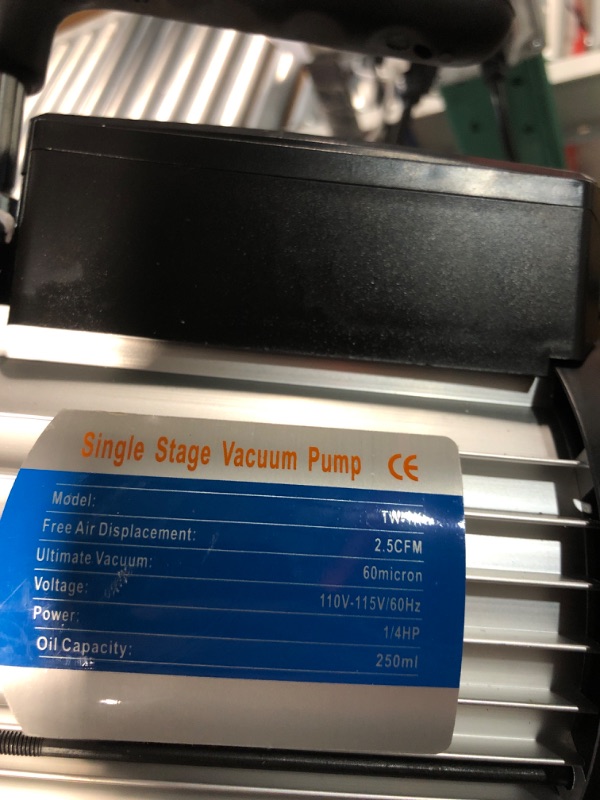 Single Stage Vacuum Pump CE
Model:
Free Air Displacement: 2.5CFM
Ultimate Vacuum: 60micron
Voltage: 110V-115V/60Hz
Power: 1/4HP
Oil Capacity: 250ml